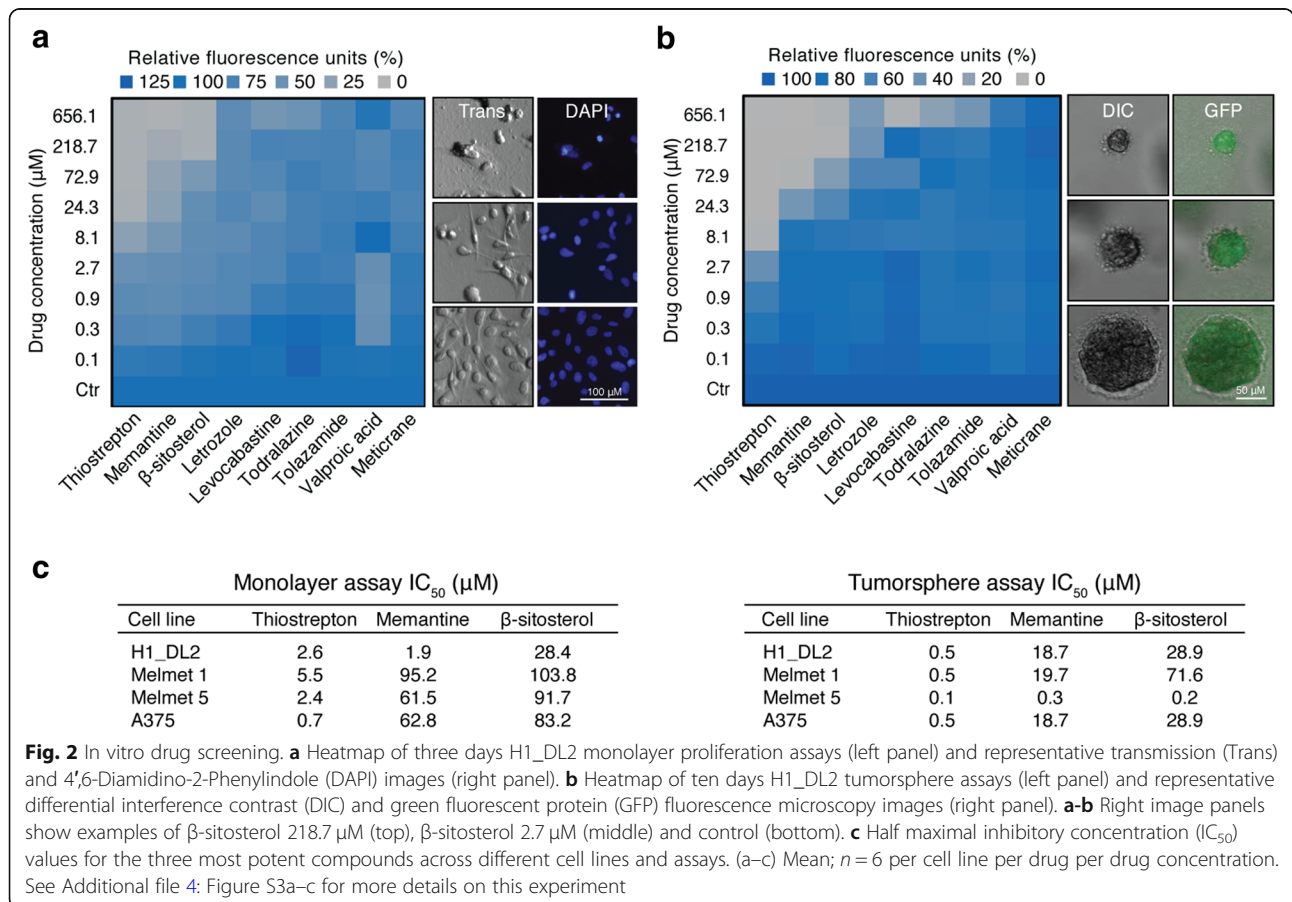 a
Relative fluorescence units (%)
125 100 75 50 25 0
Drug concentration (µM)
656.1
218.7
72.9
24.3
8.1
2.7
0.9
0.3
0.1
Ctr
Thiostrepton
Memantine
β-sitosterol
Letrozole
Levocabastine
Todralazine
Tolazamide
Valproic acid
Meticrane
Trans
DAPI
100 µM
b
Relative fluorescence units (%)
100 80 60 40 20 0
Drug concentration (µM)
656.1
218.7
72.9
24.3
8.1
2.7
0.9
0.3
0.1
Ctr
Thiostrepton
Memantine
β-sitosterol
Letrozole
Levocabastine
Todralazine
Tolazamide
Valproic acid
Meticrane
DIC
GFP
50 µM
c
Monolayer assay IC50 (µM)
Cell line Thiostrepton Memantine β-sitosterol
H1_DL2 2.6 1.9 28.4
Melmet 1 5.5 95.2 103.8
Melmet 5 2.4 61.5 91.7
A375 0.7 62.8 83.2
Tumorsphere assay IC50 (µM)
Cell line Thiostrepton Memantine β-sitosterol
H1_DL2 0.5 18.7 28.9
Melmet 1 0.5 19.7 71.6
Melmet 5 0.1 0.3 0.2
A375 0.5 18.7 28.9
Fig. 2 In vitro drug screening. a Heatmap of three days H1_DL2 monolayer proliferation assays (left panel) and representative transmission (Trans)
and 4′,6-Diamidino-2-Phenylindole (DAPI) images (right panel). b Heatmap of ten days H1_DL2 tumorsphere assays (left panel) and representative
differential interference contrast (DIC) and green fluorescent protein (GFP) fluorescence microscopy images (right panel). a-b Right image panels
show examples of β-sitosterol 218.7 µM (top), β-sitosterol 2.7 µM (middle) and control (bottom). c Half maximal inhibitory concentration (IC50)
values for the three most potent compounds across different cell lines and assays. (a–c) Mean; n = 6 per cell line per drug per drug concentration.
See Additional file 4: Figure S3a–c for more details on this experiment